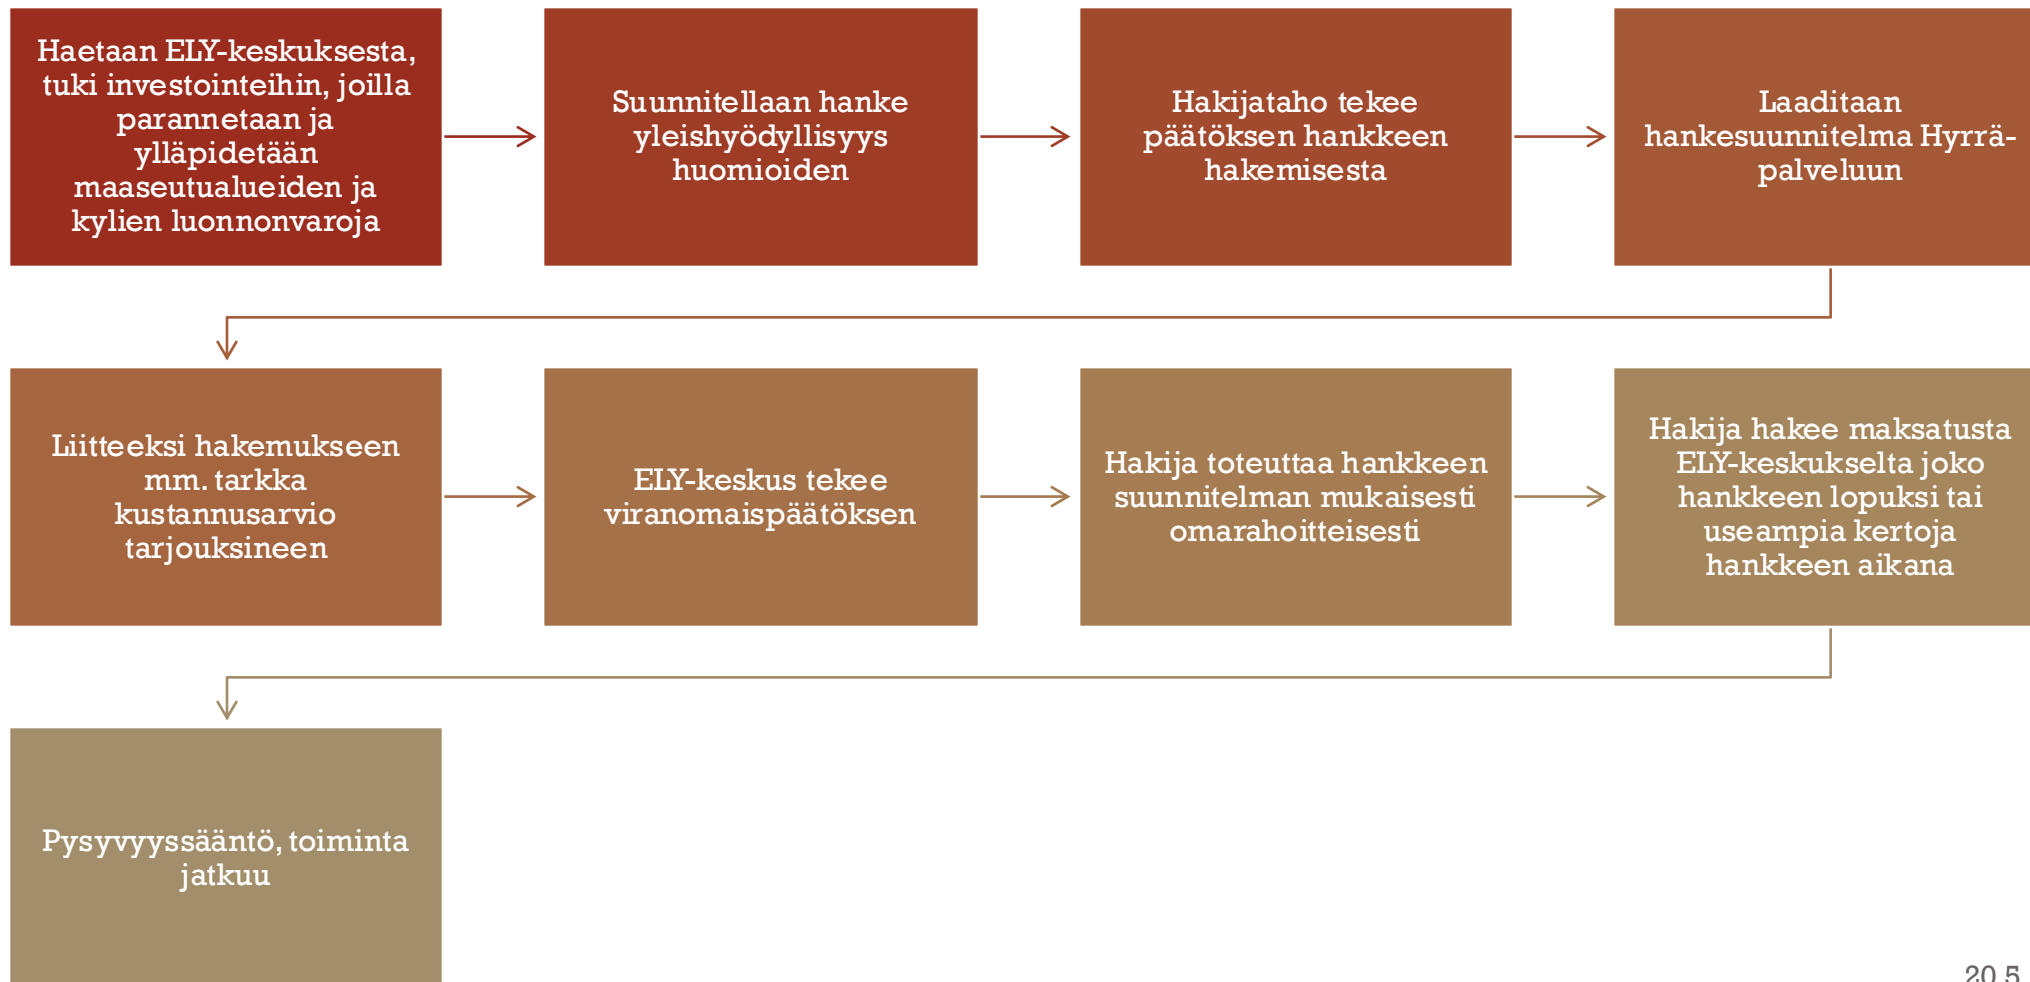 Haetaan ELY-keskuksesta,
tuki investointeihin, joilla
parannetaan ja
ylläpidetään
maaseutualueiden ja
kylien luonnonvaroja
Suunnitellaan hanke
yleishyödyllisyys
huomioiden
Hakijataho tekee
päätöksen hankkeen
hakemisesta
Laaditaan
hankesuunnitelma Hyrrä-
palveluun
Liitteeksi hakemukseen
mm. tarkka
kustannusarvio
tarjouksineen
ELY-keskus tekee
viranomaispäätöksen
Hakija toteuttaa hankkeen
suunnitelman mukaisesti
omarahoitteisesti
Hakija hakee maksatusta
ELY-keskukselta joko
hankkeen lopuksi tai
useampia kertoja
hankkeen aikana
Pysyvyyssääntö, toiminta
jatkuu
20.5